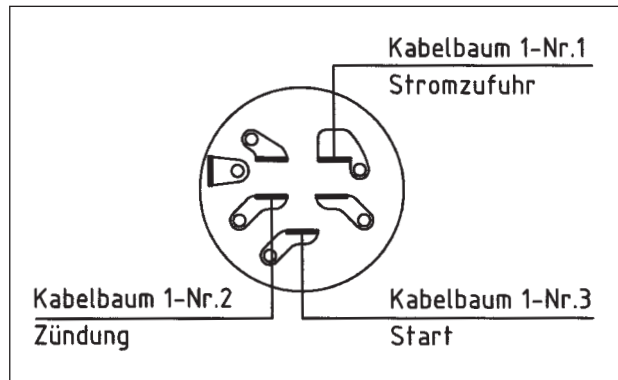 Kabelbaum 1-Nr.1
Stromzufuhr
Kabelbaum 1-Nr.2
Zündung
Kabelbaum 1-Nr.3
Start